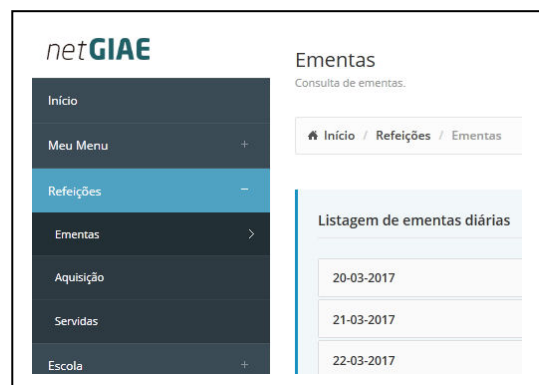 netGIAE
Início
Meu Menu
Refeições
Ementas
Aquisição
Servidas
Escola
Ementas
Consulta de ementas.
Início / Refeições / Ementas
Listagem de ementas diárias
20-03-2017
21-03-2017
22-03-2017